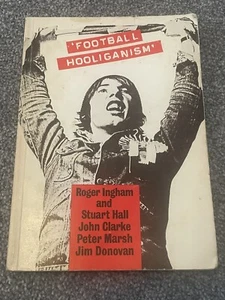 'FOOTBALL
HOOLIGANISM'
Roger Ingham
and
Stuart Hall
John Clarke
Peter Marsh
Jim Donovan